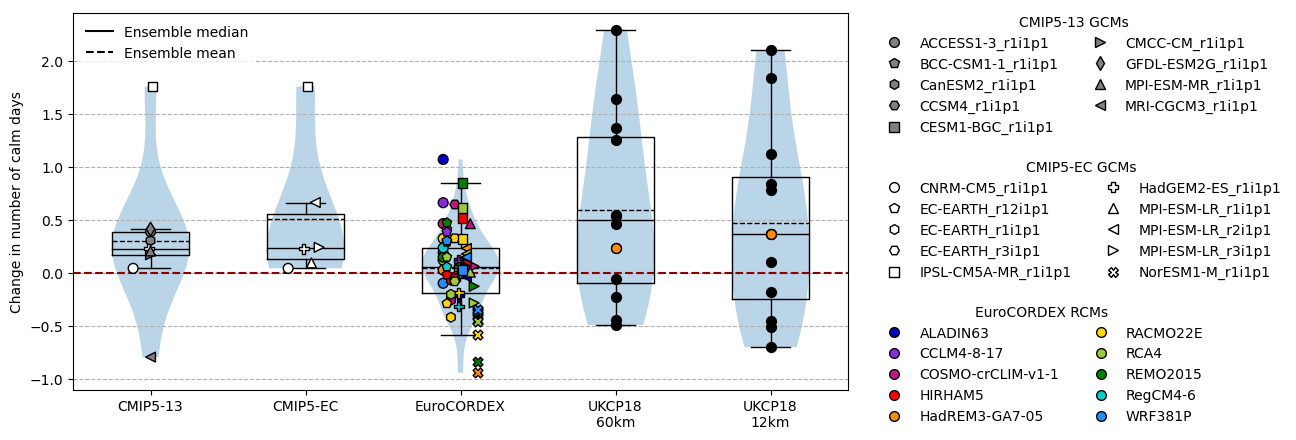 Change in number of calm days
2.0
1.5
1.0
0.5
0.0
−0.5
−1.0
Ensemble median
Ensemble mean
CMIP5-13
CMIP5-EC
EuroCORDEX
UKCP18
60km
UKCP18
12km
CMIP5-13 GCMs
ACCESS1-3_r1i1p1
BCC-CSM1-1_r1i1p1
CanESM2_r1i1p1
CCSM4_r1i1p1
CESM1-BGC_r1i1p1
CMCC-CM_r1i1p1
GFDL-ESM2G_r1i1p1
MPI-ESM-MR_r1i1p1
MRI-CGCM3_r1i1p1
CMIP5-EC GCMs
CNRM-CM5_r1i1p1
EC-EARTH_r12i1p1
EC-EARTH_r1i1p1
EC-EARTH_r3i1p1
IPSL-CM5A-MR_r1i1p1
HadGEM2-ES_r1i1p1
MPI-ESM-LR_r1i1p1
MPI-ESM-LR_r2i1p1
MPI-ESM-LR_r3i1p1
NorESM1-M_r1i1p1
EuroCORDEX RCMs
ALADIN63
CCLM4-8-17
COSMO-crCLIM-v1-1
HIRHAM5
HadREM3-GA7-05
RACMO22E
RCA4
REMO2015
RegCM4-6
WRF381P